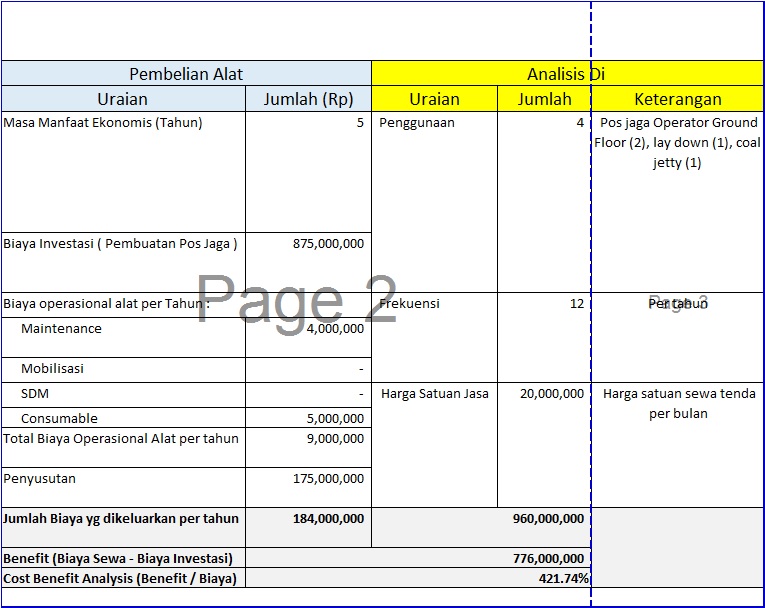 Pembelian Alat Analisis Di
Uraian Jumlah (Rp) Uraian Jumlah Keterangan
Masa Manfaat Ekonomis (Tahun) 5 Penggunaan 4 Pos jaga Operator Ground
Floor (2), lay down (1), coal
jetty (1)
Biaya Investasi ( Pembuatan Pos Jaga ) 875,000,000
Page 2
Biaya operasional alat per Tahun : Frekuensi 12 Per tahun
Page 3
Maintenance 4,000,000
Mobilisasi -
SDM - Harga Satuan Jasa 20,000,000 Harga satuan sewa tenda
per bulan
Consumable 5,000,000
Total Biaya Operasional Alat per tahun 9,000,000
Penyusutan 175,000,000
Jumlah Biaya yg dikeluarkan per tahun 184,000,000 960,000,000
Benefit (Biaya Sewa - Biaya Investasi) 776,000,000
Cost Benefit Analysis (Benefit / Biaya) 421.74%